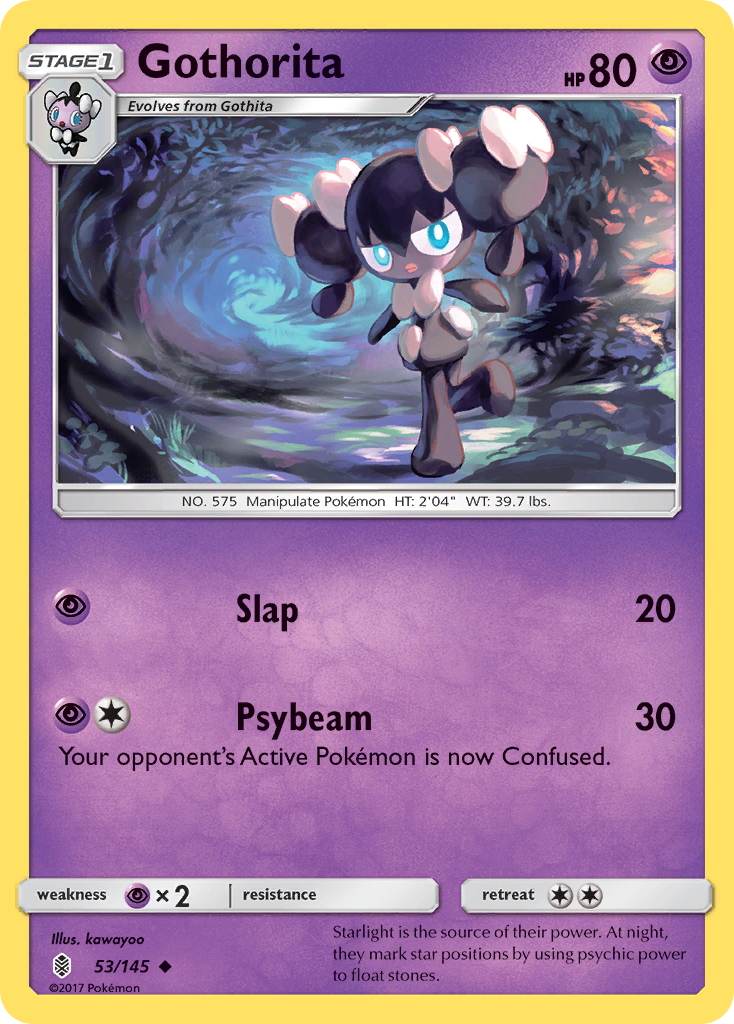 STAGE1
Gothorita
HP 80
Evolves from Gothita
NO. 575 Manipulate Pokémon HT: 2'04" WT: 39.7 lbs.
Slap 20
Psybeam 30
Your opponent's Active Pokémon is now Confused.
weakness ×2 resistance retreat
Illus. kawayoo
53/145
©2017 Pokémon
Starlight is the source of their power. At night,
they mark star positions by using psychic power
to float stones.